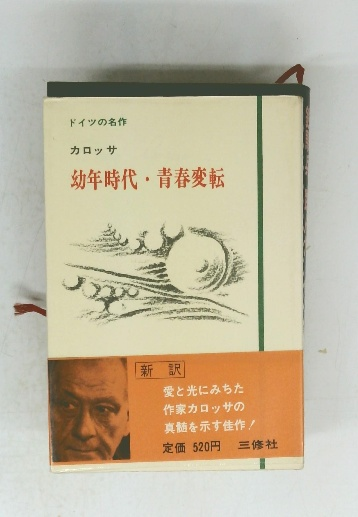 ドイツの名作
カロッサ
幼年時代・青春変転
新訳
愛と光にみちた
作家カロッサの
真髄を示す佳作！
定価 520円 三修社